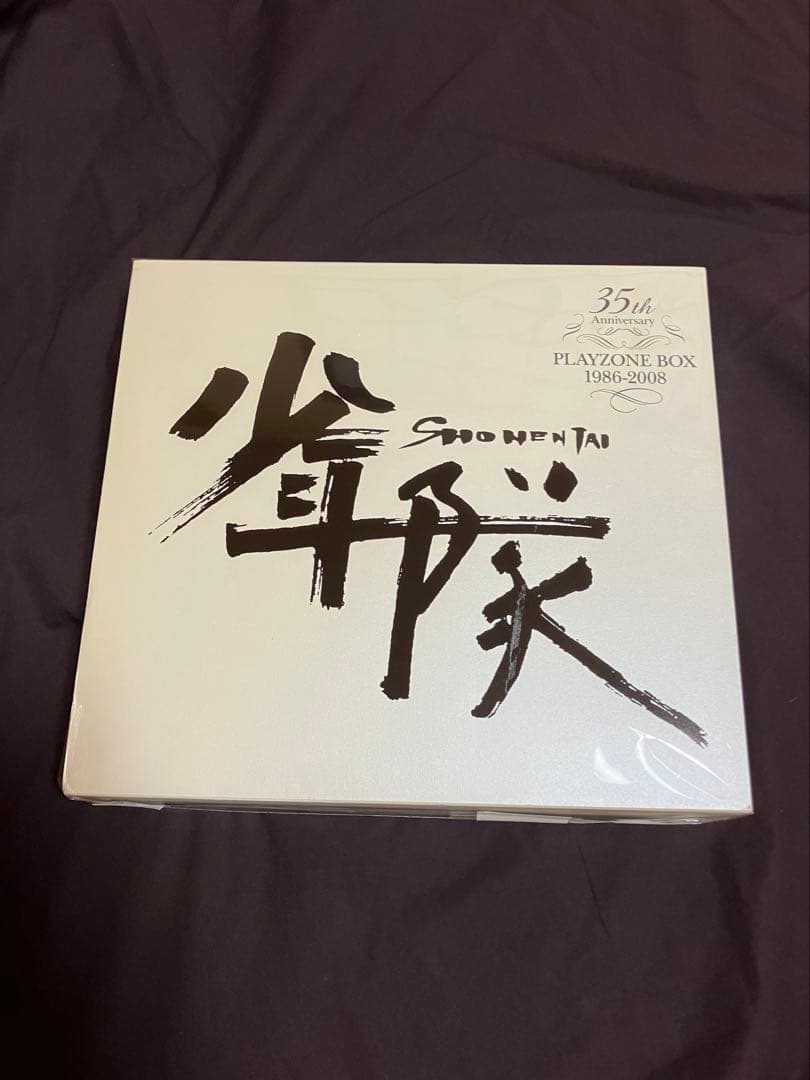 35th
Anniversary
PLAYZONE BOX
1986-2008
SHONENTAI
少年隊